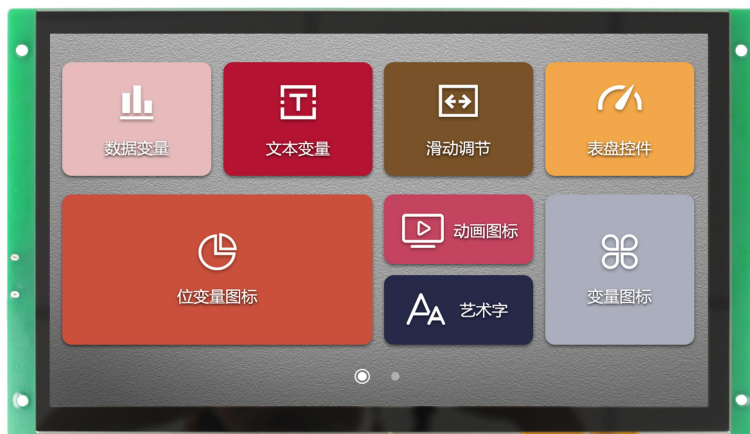 数据变量
文本变量
滑动调节
表盘控件
位变量图标
动画图标
艺术字
变量图标